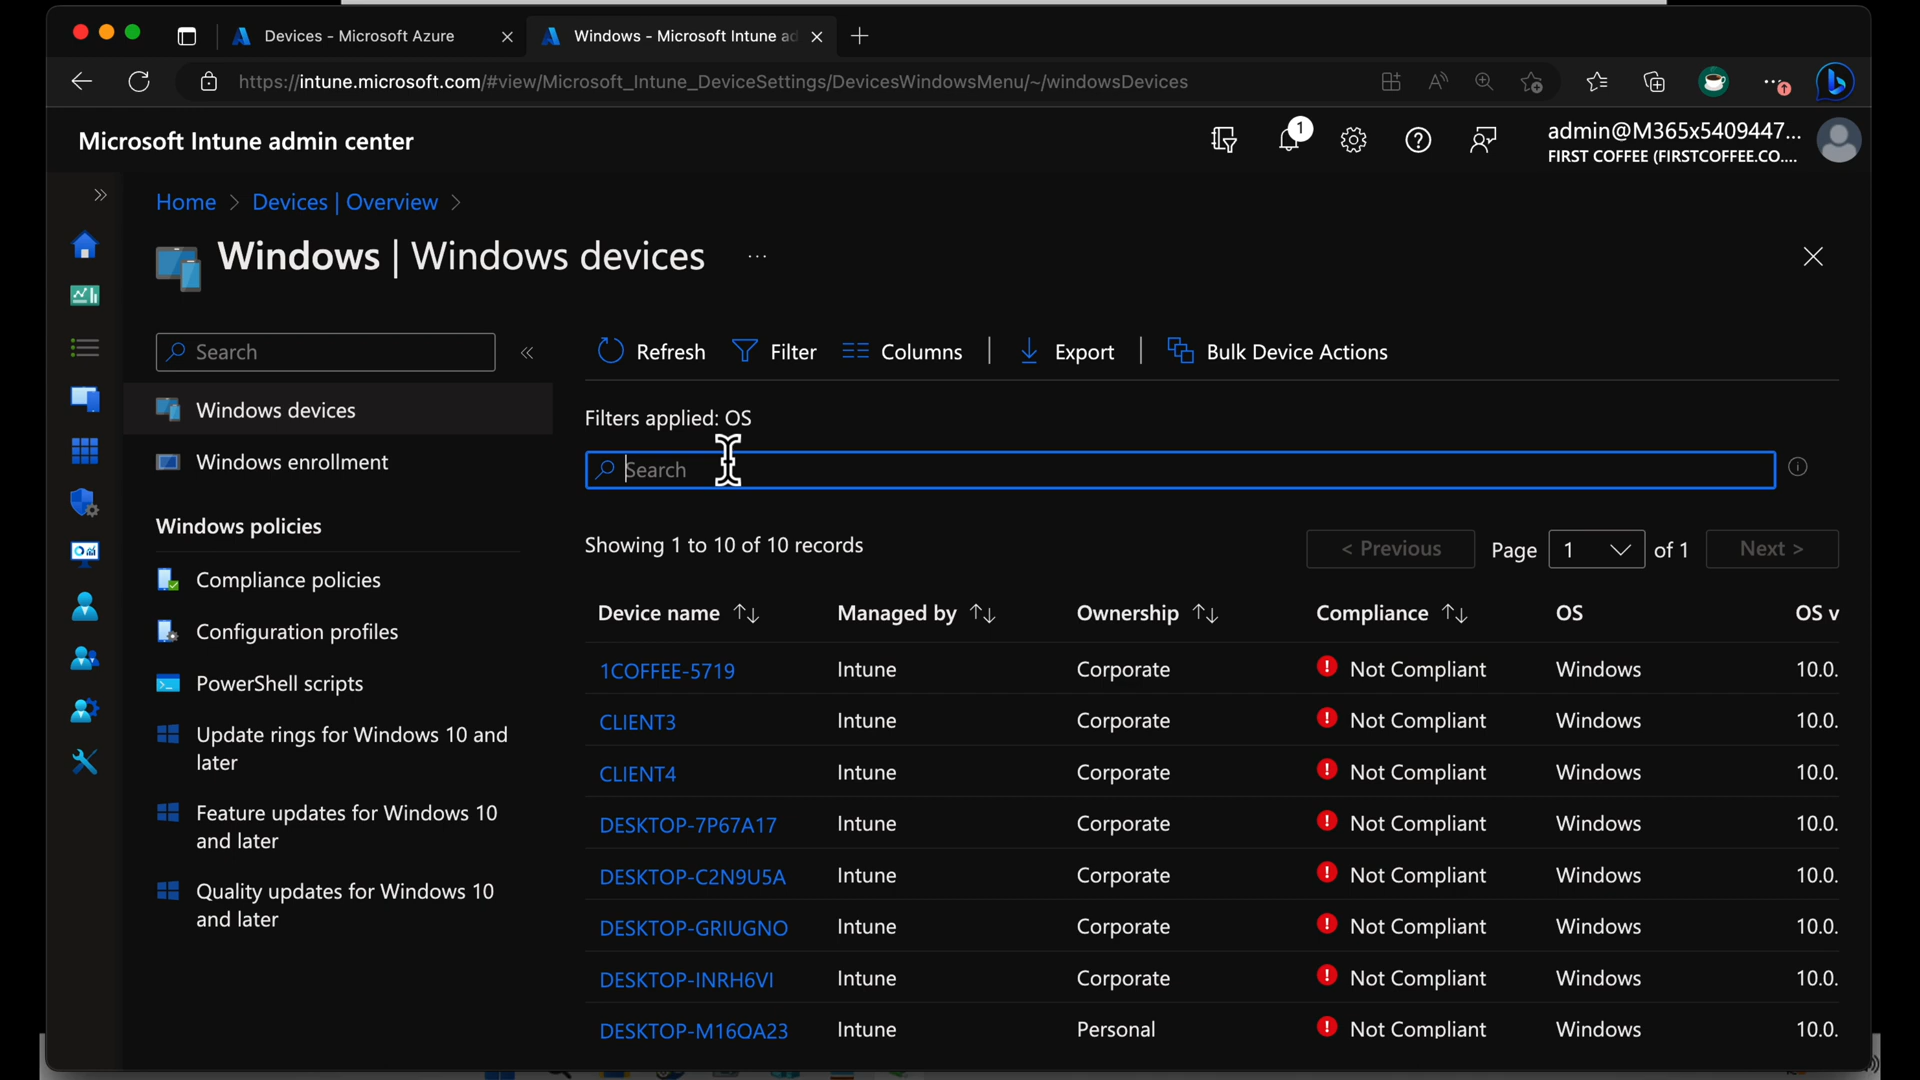 Devices - Microsoft Azure
Windows - Microsoft Intune ad
https://intune.microsoft.com/#view/Microsoft_Intune_DeviceSettings/DevicesWindowsMenu/~/windowsDevices
Microsoft Intune admin center
1
admin@M365x5409447...
FIRST COFFEE (FIRSTCOFFEE.CO....
Home > Devices | Overview >
Windows | Windows devices ...
Search
Windows devices
Windows enrollment
Windows policies
Compliance policies
Configuration profiles
PowerShell scripts
Update rings for Windows 10 and
later
Feature updates for Windows 10
and later
Quality updates for Windows 10
and later
Refresh Filter Columns | Export | Bulk Device Actions
Filters applied: OS
Search
Showing 1 to 10 of 10 records
< Previous Page 1 of 1 Next >
Device name Managed by Ownership Compliance OS OS v
1COFFEE-5719 Intune Corporate Not Compliant Windows 10.0.
CLIENT3 Intune Corporate Not Compliant Windows 10.0.
CLIENT4 Intune Corporate Not Compliant Windows 10.0.
DESKTOP-7P67A17 Intune Corporate Not Compliant Windows 10.0.
DESKTOP-C2N9U5A Intune Corporate Not Compliant Windows 10.0.
DESKTOP-GRIUGNO Intune Corporate Not Compliant Windows 10.0.
DESKTOP-INRH6VI Intune Corporate Not Compliant Windows 10.0.
DESKTOP-M16OA23 Intune Personal Not Compliant Windows 10.0.